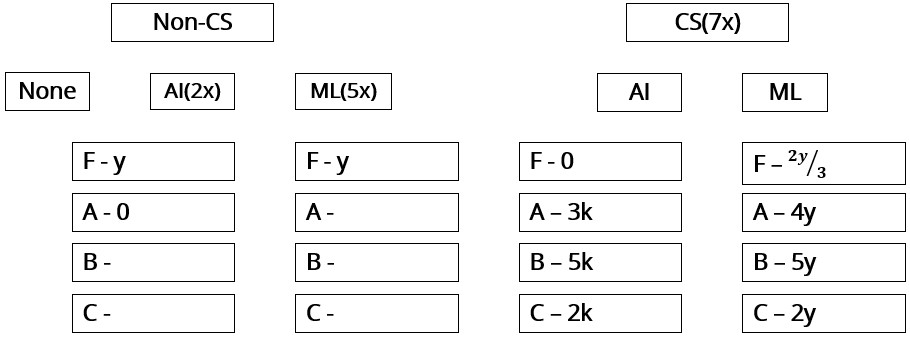 Non-CS CS(7x)
None AI(2x) ML(5x) AI ML
F - y F - y F - 0 F – 2y/3
A - 0 A - A – 3k A – 4y
B - B - B – 5k B – 5y
C - C - C – 2k C – 2y